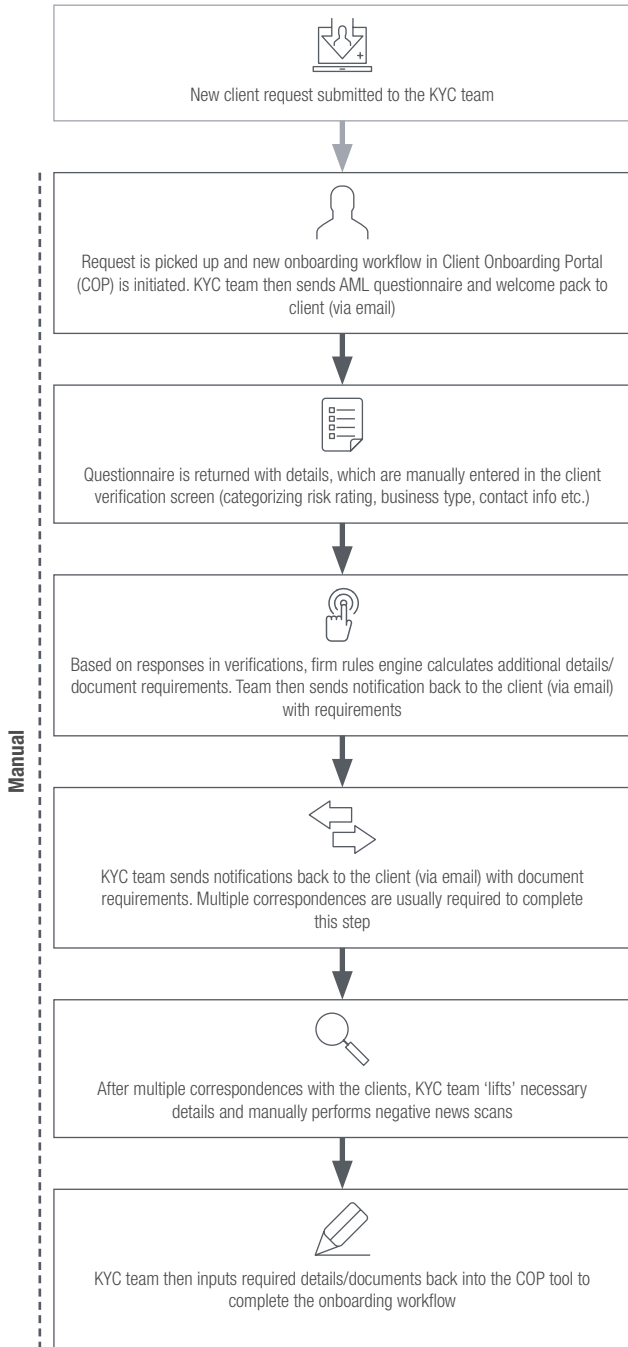 New client request submitted to the KYC team
Request is picked up and new onboarding workflow in Client Onboarding Portal
(COP) is initiated. KYC team then sends AML questionnaire and welcome pack to
client (via email)
Questionnaire is returned with details, which are manually entered in the client
verification screen (categorizing risk rating, business type, contact info etc.)
Based on responses in verifications, firm rules engine calculates additional details/
document requirements. Team then sends notification back to the client (via email)
with requirements
Manual
KYC team sends notifications back to the client (via email) with document
requirements. Multiple correspondences are usually required to complete
this step
After multiple correspondences with the clients, KYC team ‘lifts’ necessary
details and manually performs negative news scans
KYC team then inputs required details/documents back into the COP tool to
complete the onboarding workflow